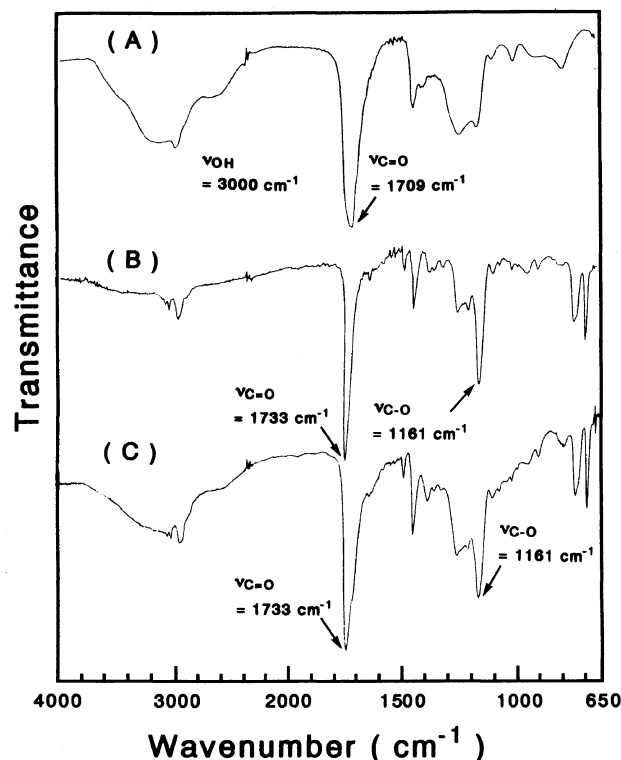 ( A )
νOH
= 3000 cm⁻¹
νC=O
= 1709 cm⁻¹
( B )
νC=O
= 1733 cm⁻¹
νC-O
= 1161 cm⁻¹
( C )
νC-O
= 1161 cm⁻¹
νC=O
= 1733 cm⁻¹
Transmittance
4000 3000 2000 1500 1000 650
Wavenumber ( cm⁻¹ )